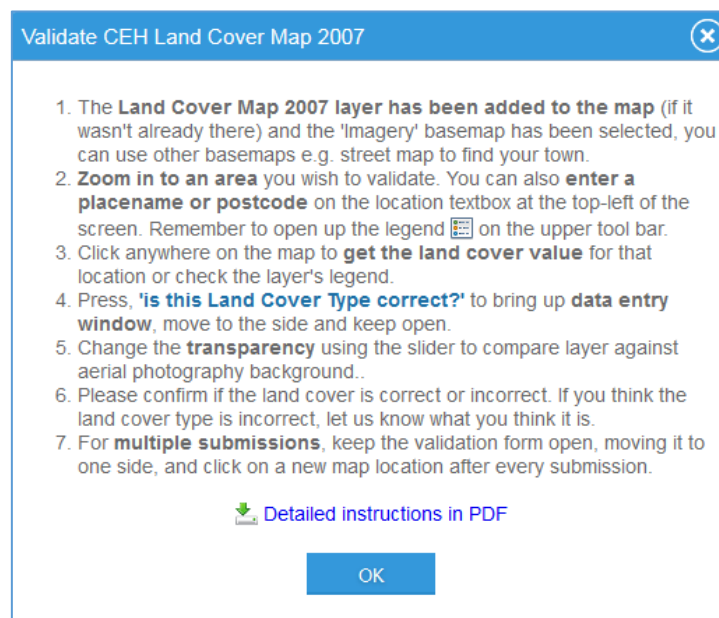 Validate CEH Land Cover Map 2007
1. The Land Cover Map 2007 layer has been added to the map (if it
wasn't already there) and the 'Imagery' basemap has been selected, you
can use other basemaps e.g. street map to find your town.
2. Zoom in to an area you wish to validate. You can also enter a
placename or postcode on the location textbox at the top-left of the
screen. Remember to open up the legend on the upper tool bar.
3. Click anywhere on the map to get the land cover value for that
location or check the layer's legend.
4. Press, 'is this Land Cover Type correct?' to bring up data entry
window, move to the side and keep open.
5. Change the transparency using the slider to compare layer against
aerial photography background..
6. Please confirm if the land cover is correct or incorrect. If you think the
land cover type is incorrect, let us know what you think it is.
7. For multiple submissions, keep the validation form open, moving it to
one side, and click on a new map location after every submission.
Detailed instructions in PDF
OK